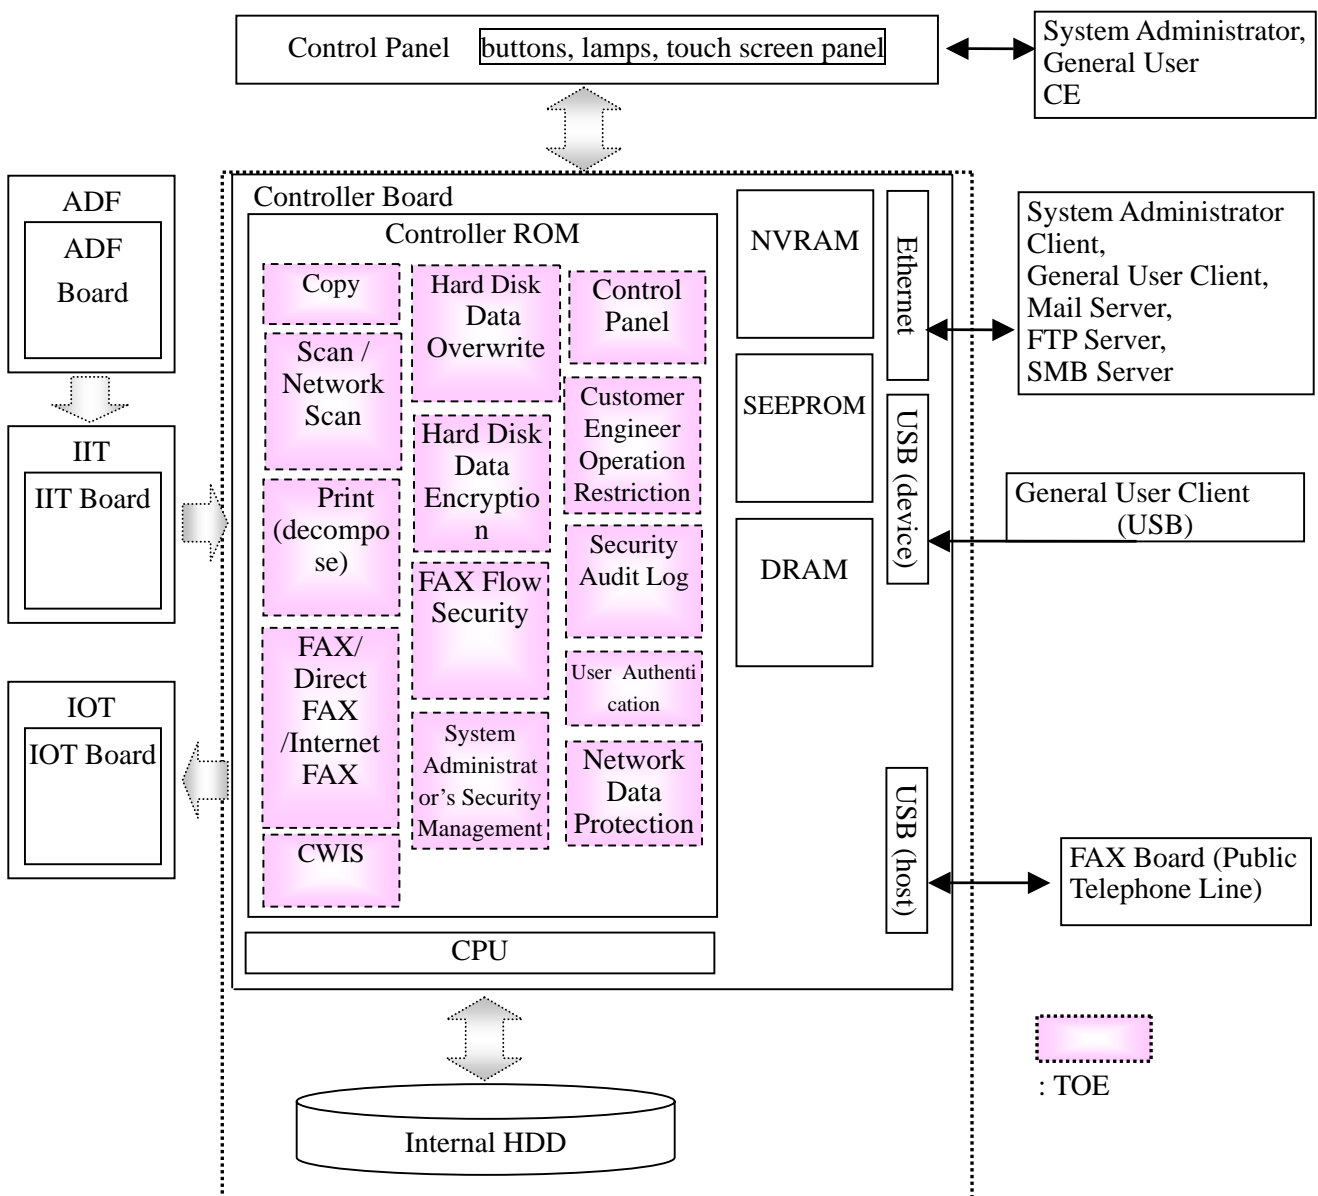 Control Panel buttons, lamps, touch screen panel
System Administrator,
General User
CE
ADF
ADF
Board
IIT
IIT Board
IOT
IOT Board
Controller Board
Controller ROM
Copy
Scan /
Network
Scan
Print
(decompo
se)
FAX/
Direct
FAX
/Internet
FAX
CWIS
Hard Disk
Data
Overwrite
Hard Disk
Data
Encryptio
n
FAX Flow
Security
System
Administrat
or's Security
Management
Control
Panel
Customer
Engineer
Operation
Restriction
Security
Audit Log
User Authenti
cation
Network
Data
Protection
CPU
NVRAM
SEEPROM
DRAM
Ethernet
USB (device)
USB (host)
System Administrator
Client,
General User Client,
Mail Server,
FTP Server,
SMB Server
General User Client
(USB)
FAX Board (Public
Telephone Line)
Internal HDD
: TOE